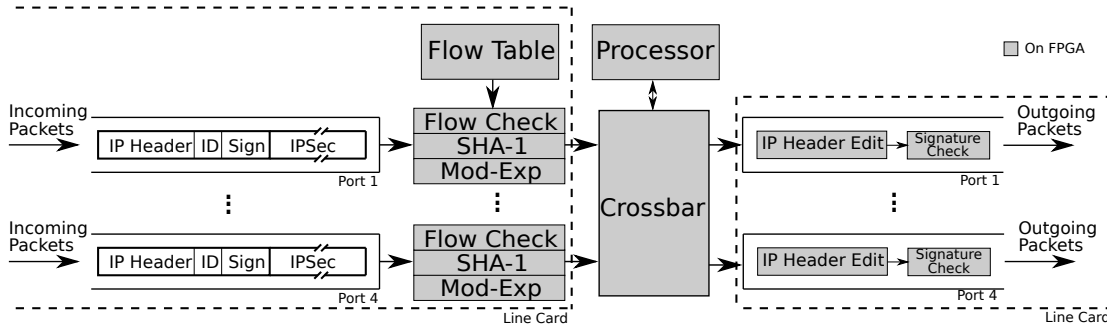 Flow Table
Processor
On FPGA
Incoming
Packets
IP Header ID Sign IPSec
Port 1
Flow Check
SHA-1
Mod-Exp
Crossbar
IP Header Edit
Signature
Check
Port 1
Outgoing
Packets
Incoming
Packets
IP Header ID Sign IPSec
Port 4
Flow Check
SHA-1
Mod-Exp
IP Header Edit
Signature
Check
Port 4
Outgoing
Packets
Line Card
Line Card